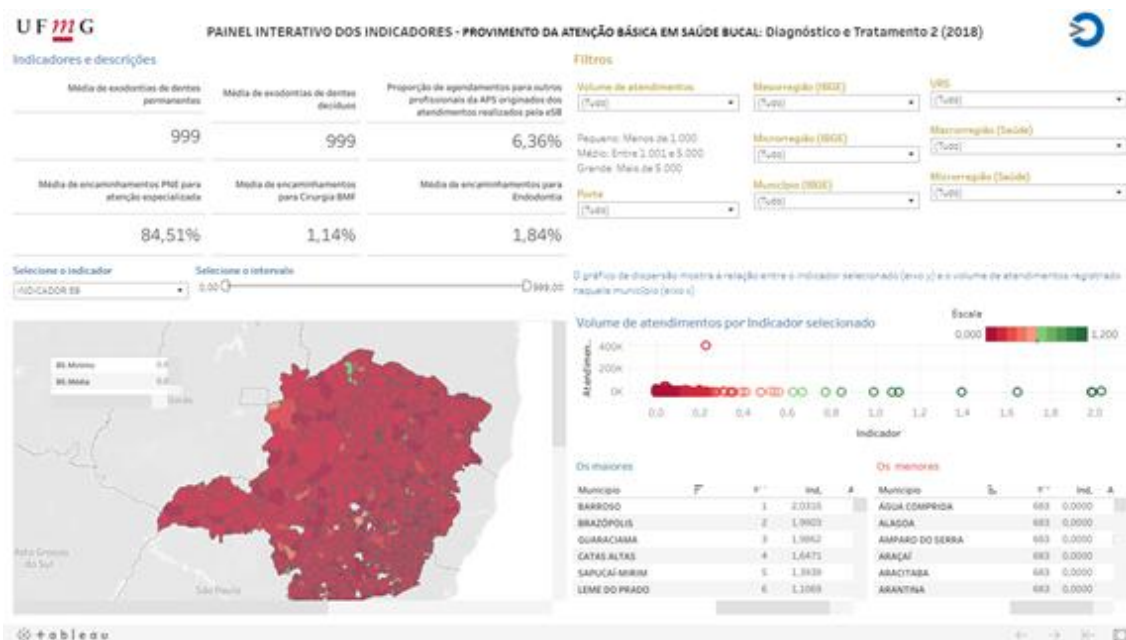 UFMG
PAINEL INTERATIVO DOS INDICADORES - PROVIMENTO DA ATENÇÃO BÁSICA EM SAÚDE BUCAL: Diagnóstico e Tratamento 2 (2018)
Indicadores e descrições
Média de exodontias de dentes permanentes
999
Média de exodontias de dentes decíduos
999
Proporção de agendamentos para outros profissionais da APS originados dos atendimentos realizados pela eSB
6,36%
Média de encaminhamentos PNE para atenção especializada
84,51%
Média de encaminhamentos para Cirurgia BMF
1,14%
Média de encaminhamentos para Endodontia
1,84%
Filtros
Volume de atendimentos
(Tudo)
Pequeno: Menos de 1.000
Médio: Entre 1.001 e 5.000
Grande: Mais de 5.000
Porte
(Tudo)
Mesorregião (IBGE)
(Tudo)
Microrregião (IBGE)
(Tudo)
Município (IBGE)
(Tudo)
URS
(Tudo)
Macrorregião (Saúde)
(Tudo)
Microrregião (Saúde)
(Tudo)
Selecione o indicador
Selecione o intervalo
0,00
999,00
O gráfico de dispersão mostra a relação entre o indicador selecionado (eixo y) e o volume de atendimentos registrado
naquele município (eixo x)
Goiás
Mato Grosso
do Sul
São Paulo
Volume de atendimentos por Indicador selecionado
Escala
0,000
1,200
Atendimen..
400K
200K
0K
0,0 0,2 0,4 0,6 0,8 1,0 1,2 1,4 1,6 1,8 2,0
Indicador
Os maiores
Município Ind. A
BARROSO 1 2,0316
BRAZÓPOLIS 2
GUARACIAMA 3 1,9862
CATAS ALTAS 4 1,6471
SAPUCAÍ-MIRIM 5
LEME DO PRADO 6
Os menores
Município Ind. A
ÁGUA COMPRIDA 683 0,0000
ALAGOA 683 0,0000
AMPARO DO SERRA 683 0,0000
ARAÇAÍ 683 0,0000
ARACITABA 683 0,0000
ARANTINA 683 0,0000
+ableau